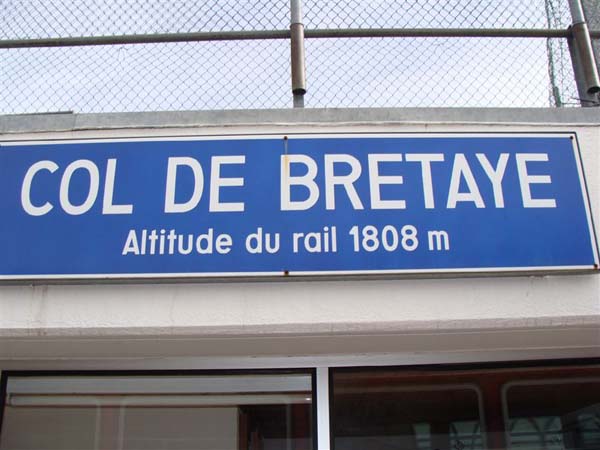 COL DE BRETAYE
Altitude du rail 1808 m